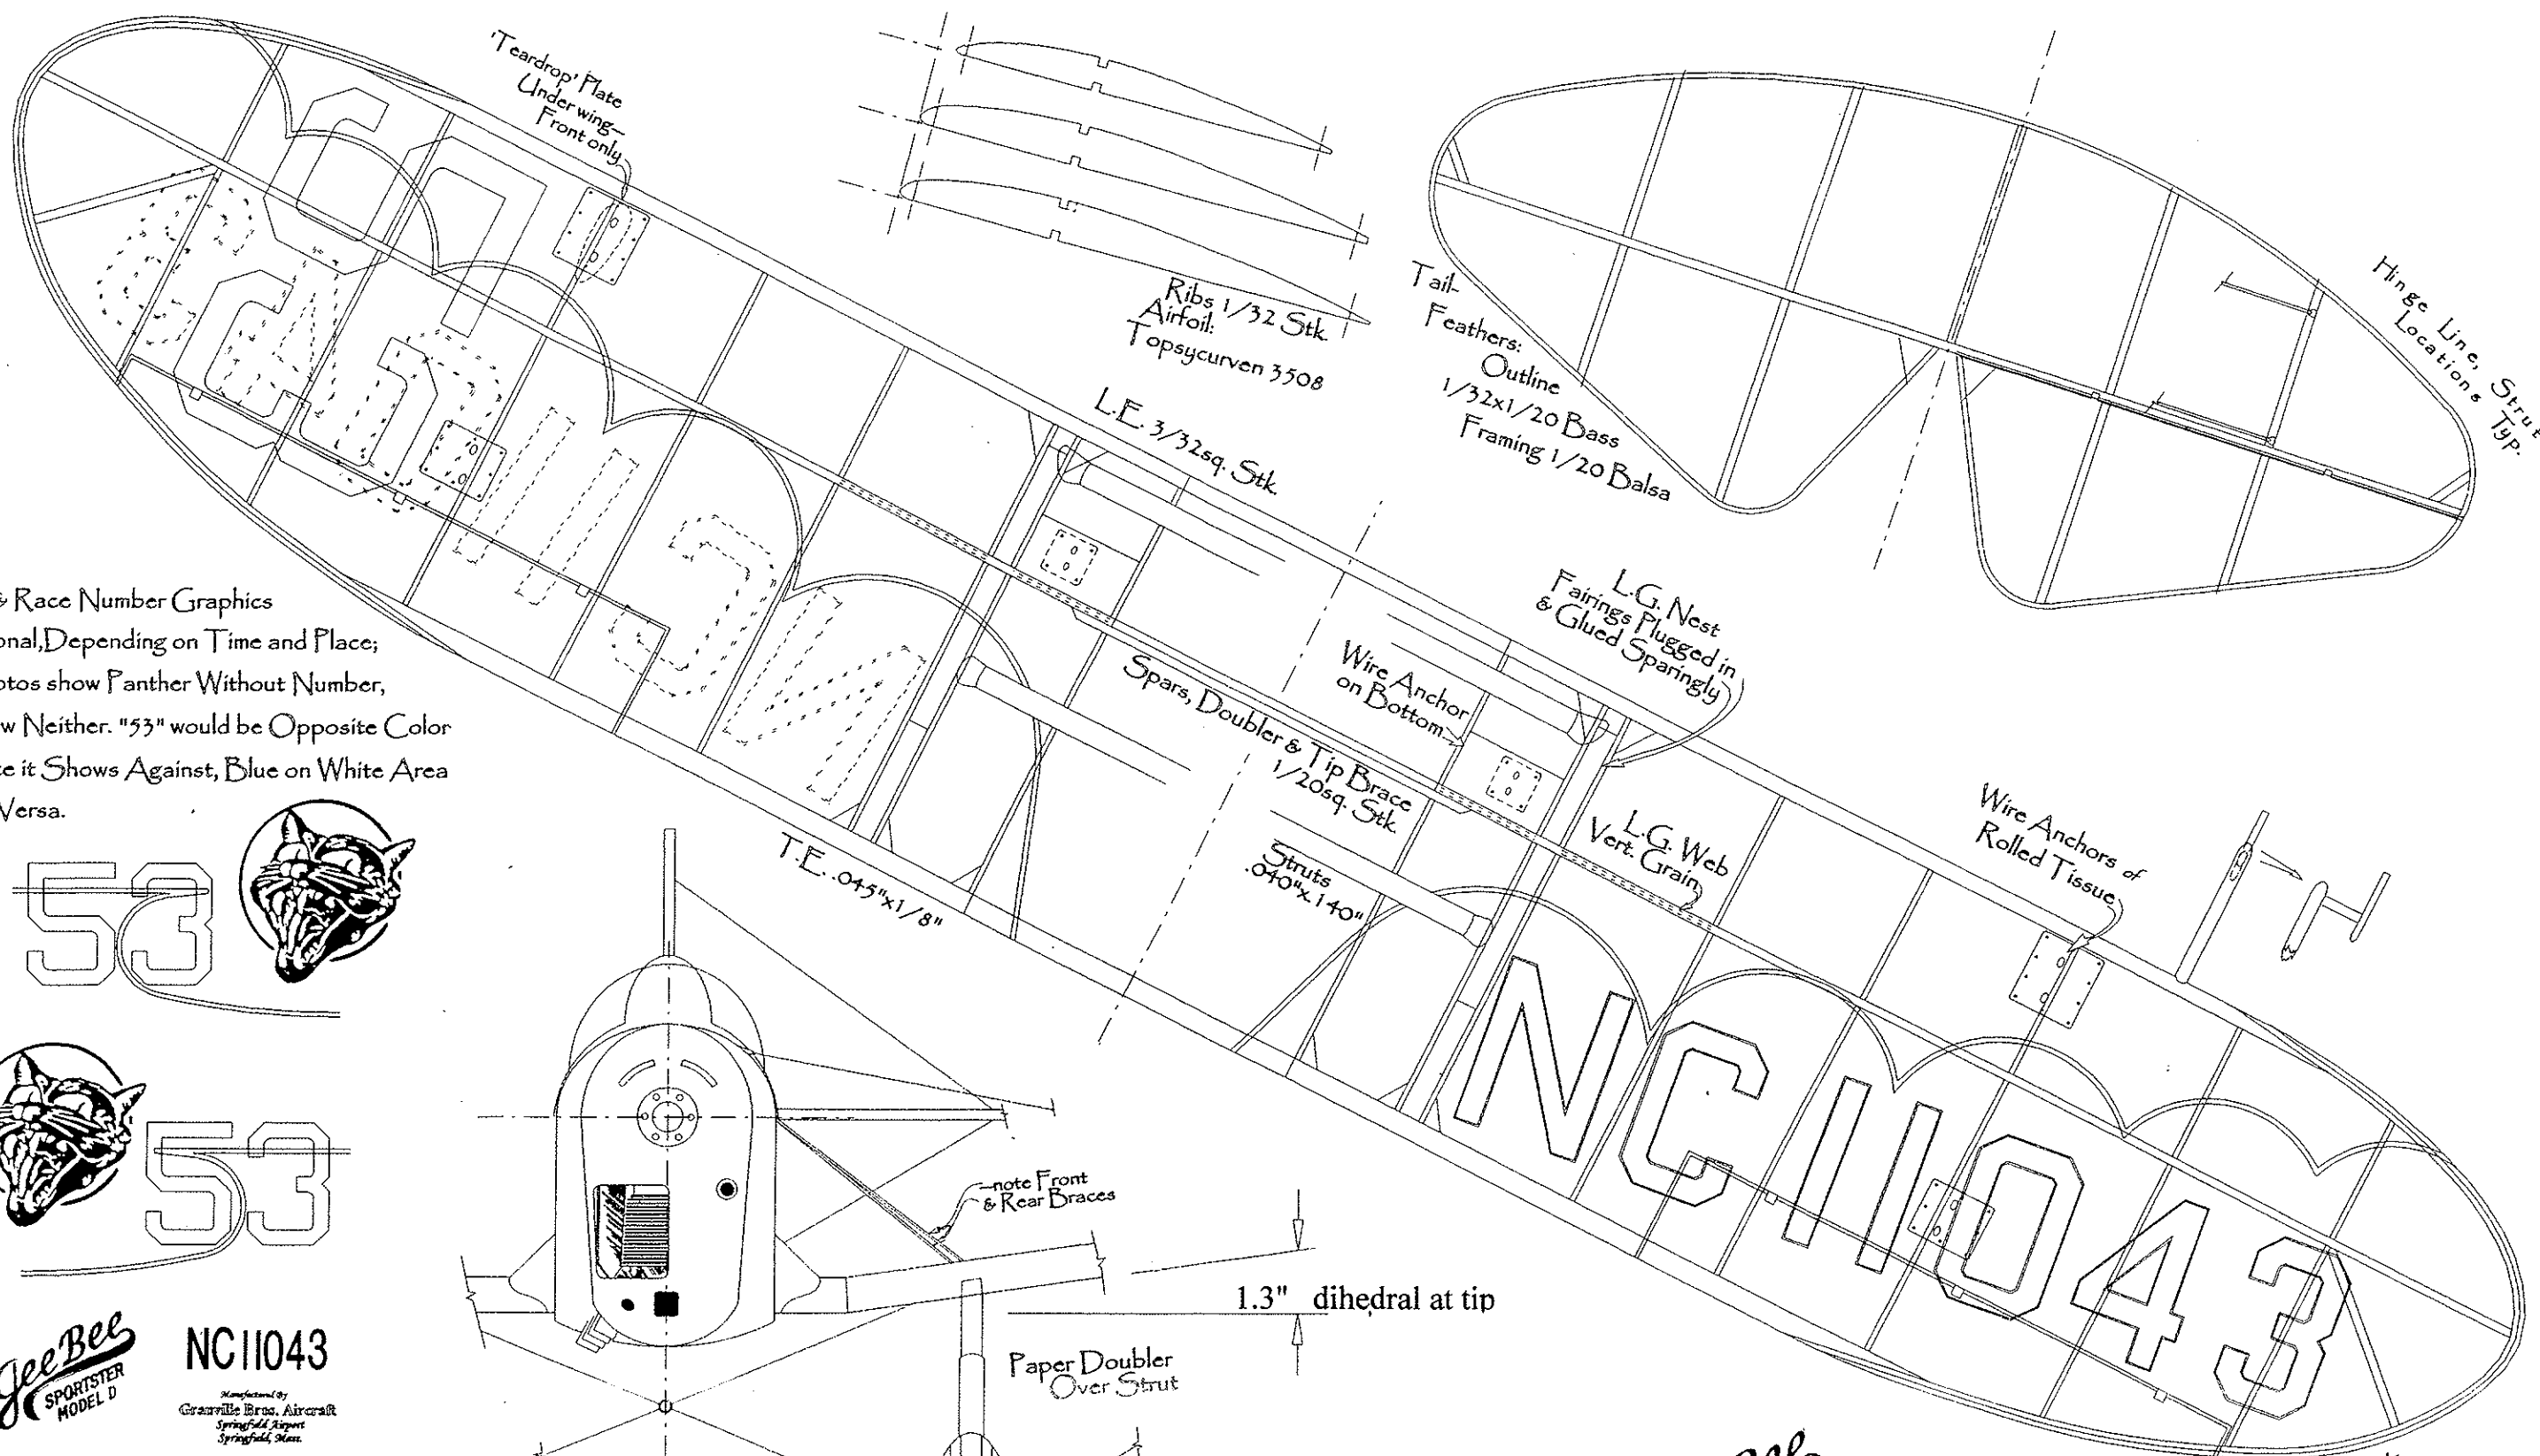 'Teardrop' Plate
Under wing—
Front only
Ribs 1/32 Stk.
Airfoil:
Topsycurven 3508
Tail-
Feathers:
Outline
1/32x1/20 Bass
Framing 1/20 Balsa
Hinge Line, Strut
Locations Typ.
L.E. 3/32sq. Stk.
L.G. Nest
Fairings Plugged in
& Glued Sparingly
Wire Anchor
on Bottom
Spars, Doubler & Tip Brace
1/20sq. Stk.
Struts
.040"x.140"
L.G. Web
Vert. Grain
Wire Anchors of
Rolled Tissue
T.E. .045"x1/8"
NC11043
NC11043
53
& Race Number Graphics
onal,Depending on Time and Place;
otos show Panther Without Number,
w Neither. "53" would be Opposite Color
e it Shows Against, Blue on White Area
Versa.
53
53
GeeBee
SPORTSTER
MODEL D
NC11043
Manufactured By
Granville Bros. Aircraft
Springfield Airport
Springfield, Mass.
—note Front
& Rear Braces
1.3" dihedral at tip
Paper Doubler
Over Strut